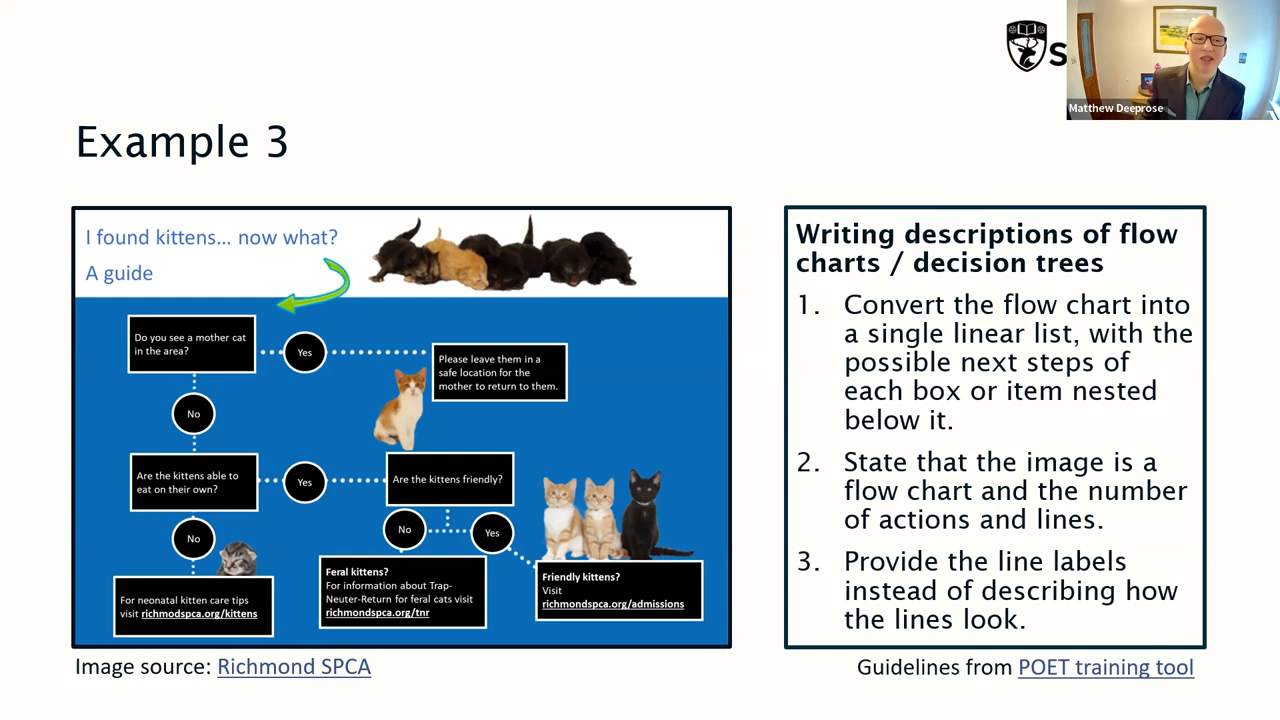 S
Matthew Deeprose
Example 3
I found kittens... now what?
A guide
Do you see a mother cat
in the area?
Yes
Please leave them in a
safe location for the
mother to return to them.
No
Are the kittens able to
eat on their own?
Yes
Are the kittens friendly?
No
No
Yes
For neonatal kitten care tips
visit richmodspca.org/kittens
Feral kittens?
For information about Trap-
Neuter-Return for feral cats visit
richmondspca.org/tnr
Friendly kittens?
Visit
richmondspca.org/admissions
Image source: Richmond SPCA
Writing descriptions of flow
charts / decision trees
1. Convert the flow chart into
a single linear list, with the
possible next steps of
each box or item nested
below it.
2. State that the image is a
flow chart and the number
of actions and lines.
3. Provide the line labels
instead of describing how
the lines look.
Guidelines from POET training tool